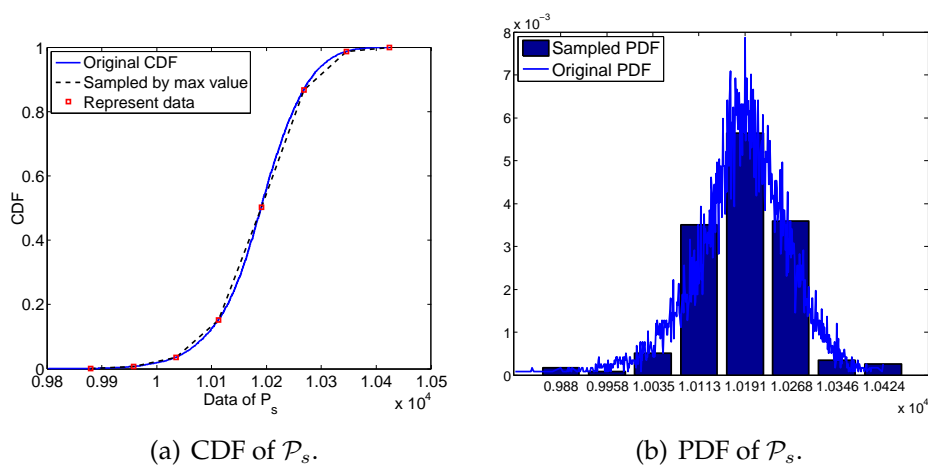 1
0.8
0.6
0.4
0.2
0
CDF
Original CDF
Sampled by max value
Represent data
0.98 0.99 1 1.01 1.02 1.03 1.04 1.05
Data of P_s
x 10^4
(a) CDF of 𝒫_s.
x 10^-3
8
7
6
5
4
3
2
1
0
Sampled PDF
Original PDF
0.988 0.9958 1.0035 1.0113 1.0191 1.0268 1.0346 1.0424
x 10^4
(b) PDF of 𝒫_s.